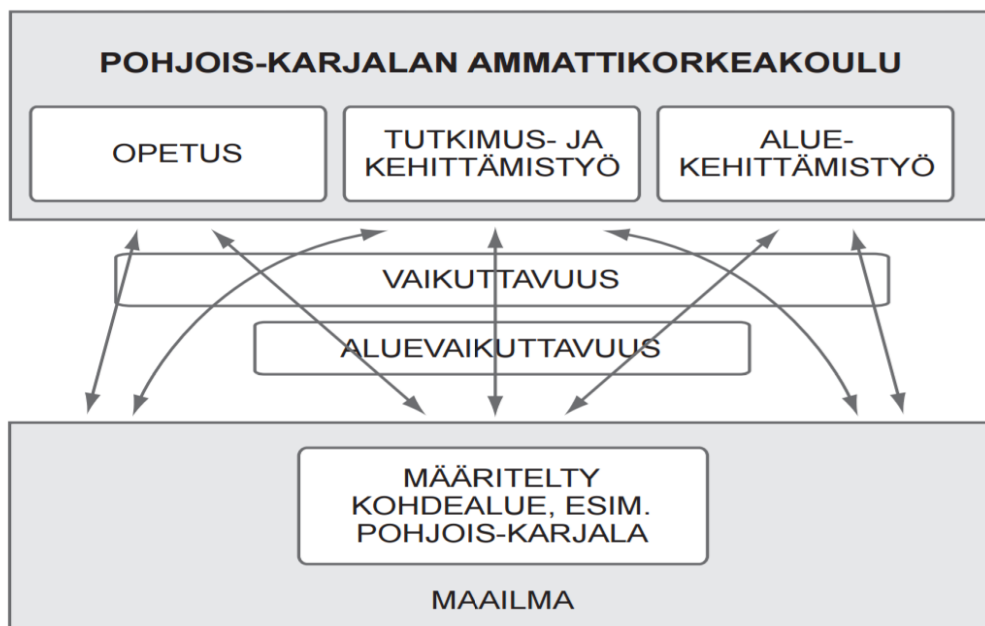 POHJOIS-KARJALAN AMMATTIKORKEAKOULU
OPETUS
TUTKIMUS- JA
KEHITTÄMISTYÖ
ALUE-
KEHITTÄMISTYÖ
VAIKUTTAVUUS
ALUEVAIKUTTAVUUS
MÄÄRITELTY
KOHDEALUE, ESIM.
POHJOIS-KARJALA
MAAILMA